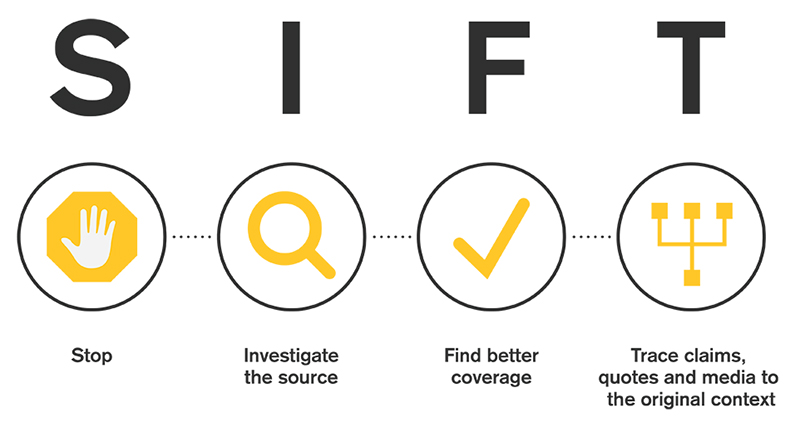 S I F T
Stop
Investigate
the source
Find better
coverage
Trace claims,
quotes and media to
the original context